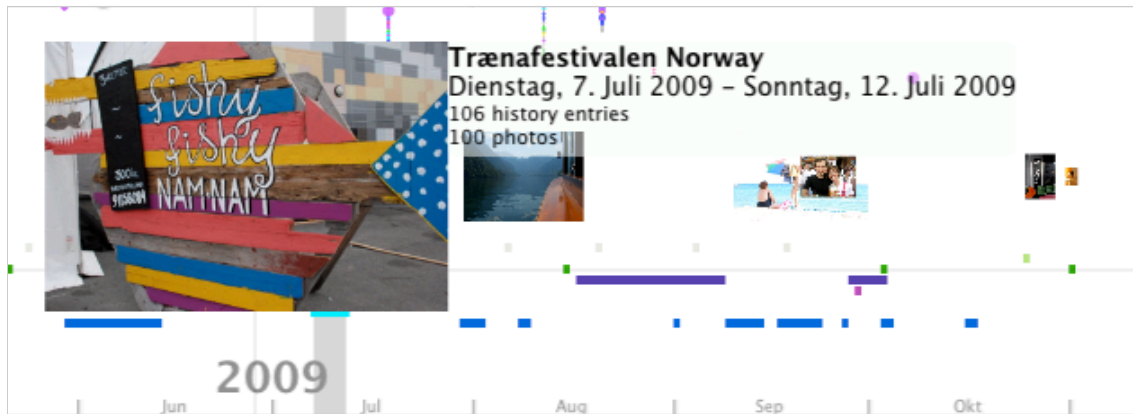 Trænafestivalen Norway
Dienstag, 7. Juli 2009 – Sonntag, 12. Juli 2009
106 history entries
100 photos
fishy
fishy
NAM-NAM
2009
Jun Jul Aug Sep Okt